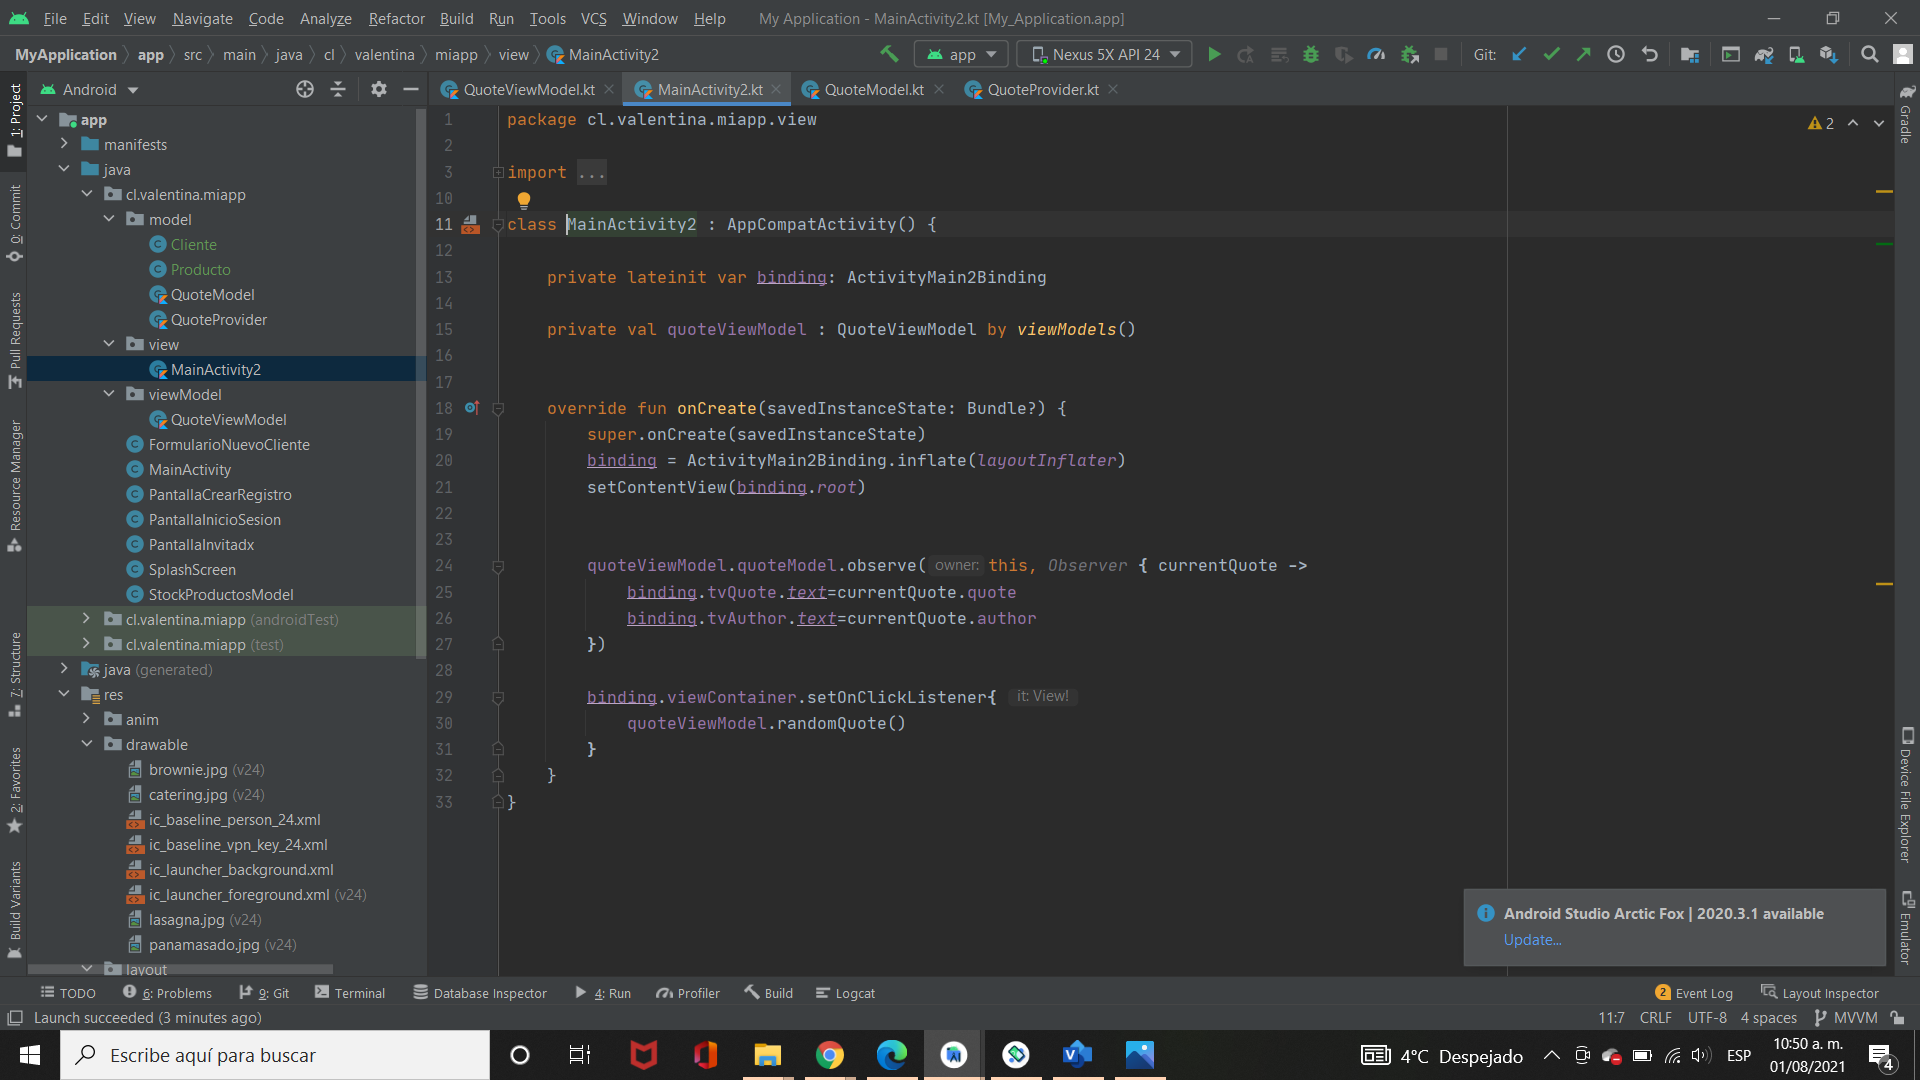 File Edit View Navigate Code Analyze Refactor Build Run Tools VCS Window Help My Application - MainActivity2.kt [My_Application.app]
MyApplication app src main java cl valentina miapp view MainActivity2 app Nexus 5X API 24 Git:
Android
QuoteViewModel.kt MainActivity2.kt QuoteModel.kt QuoteProvider.kt
1: Project
0: Commit
Pull Requests
Resource Manager
7: Structure
2: Favorites
Build Variants
app
manifests
java
cl.valentina.miapp
model
Cliente
Producto
QuoteModel
QuoteProvider
view
MainActivity2
viewModel
QuoteViewModel
FormularioNuevoCliente
MainActivity
PantallaCrearRegistro
PantallaInicioSesion
PantallaInvitadx
SplashScreen
StockProductosModel
cl.valentina.miapp (androidTest)
cl.valentina.miapp (test)
java (generated)
res
anim
drawable
brownie.jpg (v24)
catering.jpg (v24)
ic_baseline_person_24.xml
ic_baseline_vpn_key_24.xml
ic_launcher_background.xml
ic_launcher_foreground.xml (v24)
lasagna.jpg (v24)
panamasado.jpg (v24)
layout
1 package cl.valentina.miapp.view
2
3 import ...
10
11 class MainActivity2 : AppCompatActivity() {
12
13 private lateinit var binding: ActivityMain2Binding
14
15 private val quoteViewModel : QuoteViewModel by viewModels()
16
17
18 override fun onCreate(savedInstanceState: Bundle?) {
19 super.onCreate(savedInstanceState)
20 binding = ActivityMain2Binding.inflate(layoutInflater)
21 setContentView(binding.root)
22
23
24 quoteViewModel.quoteModel.observe( owner: this, Observer { currentQuote ->
25 binding.tvQuote.text=currentQuote.quote
26 binding.tvAuthor.text=currentQuote.author
27 })
28
29 binding.viewContainer.setOnClickListener{ it: View!
30 quoteViewModel.randomQuote()
31 }
32 }
33 }
2
Gradle
Device File Explorer
Emulator
Android Studio Arctic Fox | 2020.3.1 available
Update...
TODO 6: Problems 9: Git Terminal Database Inspector 4: Run Profiler Build Logcat 2 Event Log Layout Inspector
Launch succeeded (3 minutes ago) 11:7 CRLF UTF-8 4 spaces MVVM
Escribe aquí para buscar
4°C Despejado ESP
10:50 a. m.
01/08/2021
4